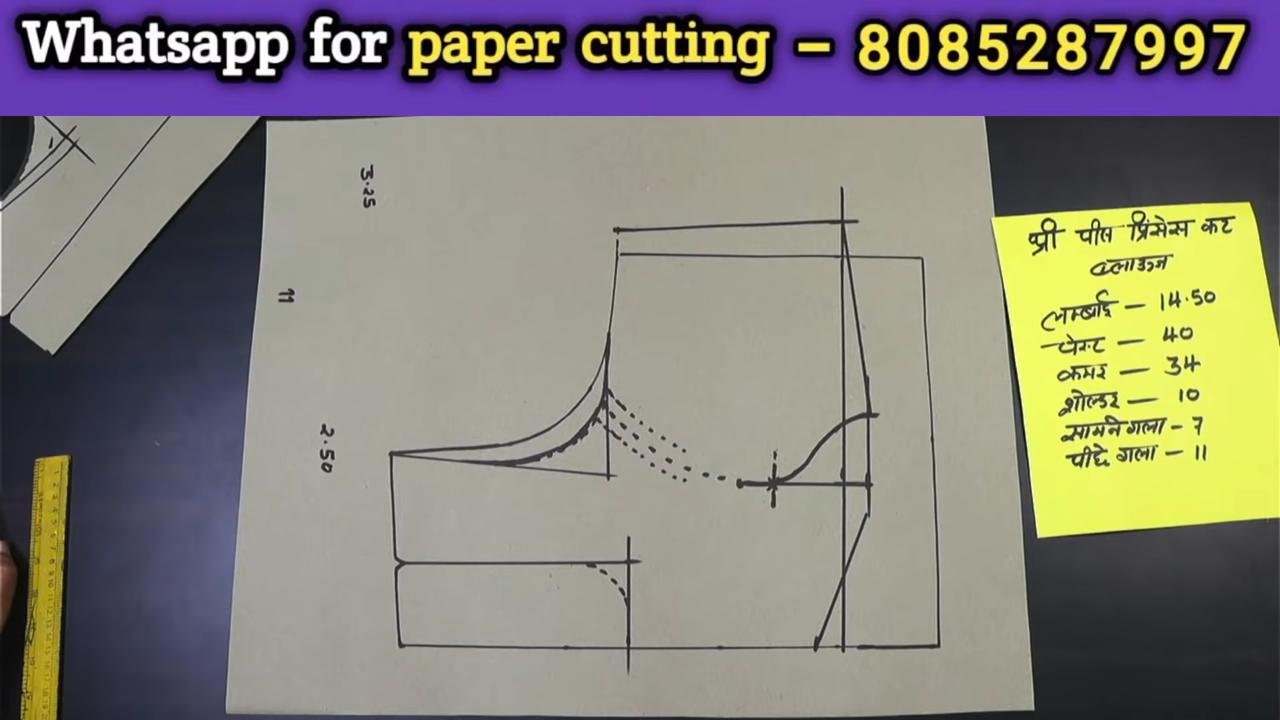 Whatsapp for paper cutting – 8085287997
3.25
11
2.50
थ्री पीस प्रिंसेस कट
ब्लाऊज
लम्बाई – 14.50
चेस्ट – 40
कमर – 34
शोल्डर – 10
सामने गला - 7
पीछे गला - 11